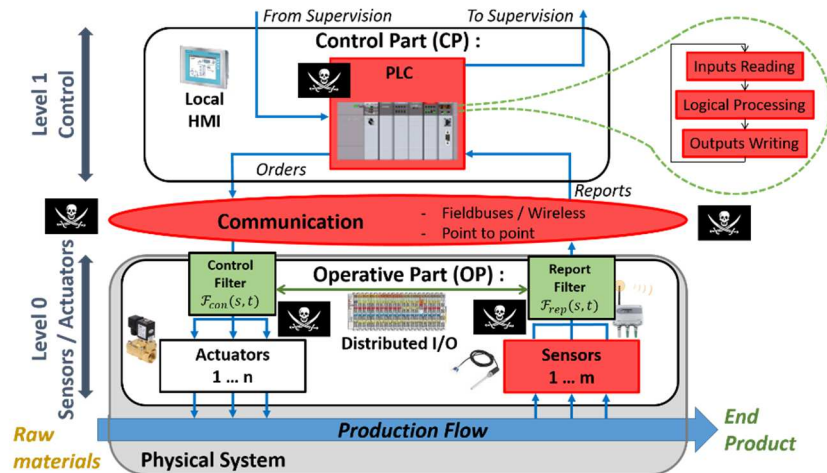 From Supervision
To Supervision
Control Part (CP) :
PLC
Local
HMI
Inputs Reading
Logical Processing
Outputs Writing
Level 1
Control
Orders
Reports
Communication
- Fieldbuses / Wireless
- Point to point
Control
Filter
ℱcon(s,t)
Operative Part (OP) :
Report
Filter
ℱrep(s,t)
Level 0
Sensors / Actuators
Distributed I/O
Actuators
1 ... n
Sensors
1 ... m
Raw
materials
Production Flow
End
Product
Physical System